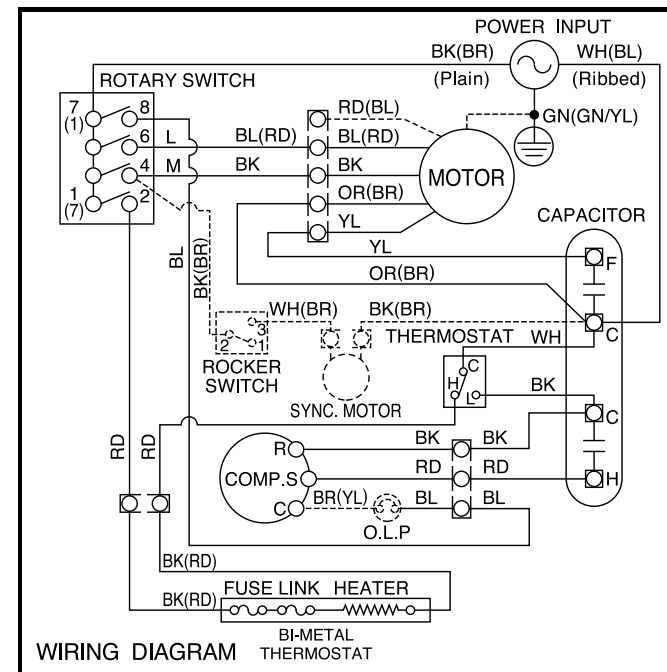 POWER INPUT
BK(BR)
WH(BL)
(Plain)
(Ribbed)
ROTARY SWITCH
GN(GN/YL)
7
(1)
8
6
L
BL(RD)
4
M
BK
1
(7)
2
RD(BL)
BL(RD)
BK
OR(BR)
YL
MOTOR
CAPACITOR
YL
OR(BR)
F
C
BL
BK(BR)
WH(BR)
BK(BR)
3
2
1
ROCKER
SWITCH
SYNC. MOTOR
THERMOSTAT
WH
C
H
L
BK
C
H
RD
RD
R
BK
BK
COMP.
S
RD
RD
C
BR(YL)
BL
BL
O.L.P
BK(RD)
BK(RD)
FUSE LINK HEATER
BI-METAL
THERMOSTAT
WIRING DIAGRAM